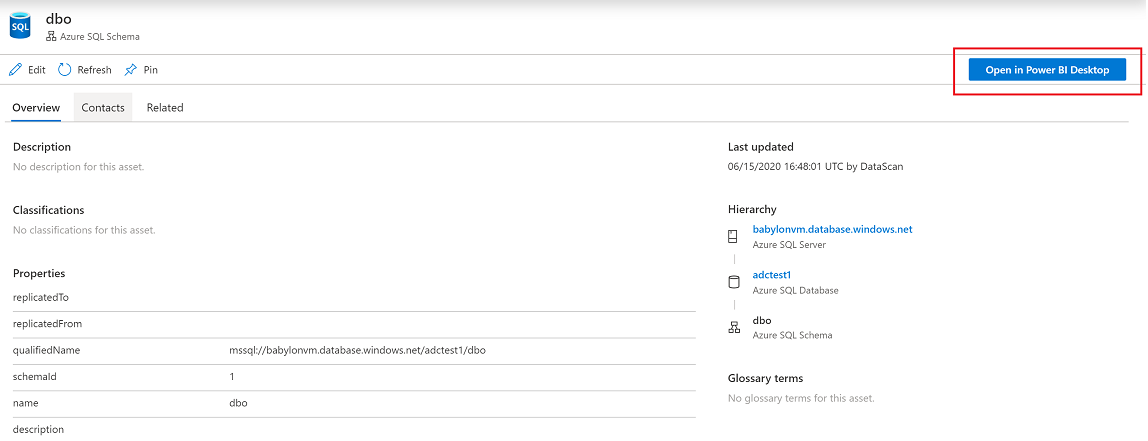 SQL
dbo
Azure SQL Schema
Edit Refresh Pin
Open in Power BI Desktop
Overview Contacts Related
Description
No description for this asset.
Classifications
No classifications for this asset.
Properties
replicatedTo
replicatedFrom
qualifiedName mssql://babylonvm.database.windows.net/adctest1/dbo
schemaId 1
name dbo
description
Last updated
06/15/2020 16:48:01 UTC by DataScan
Hierarchy
babylonvm.database.windows.net
Azure SQL Server
adctest1
Azure SQL Database
dbo
Azure SQL Schema
Glossary terms
No glossary terms for this asset.